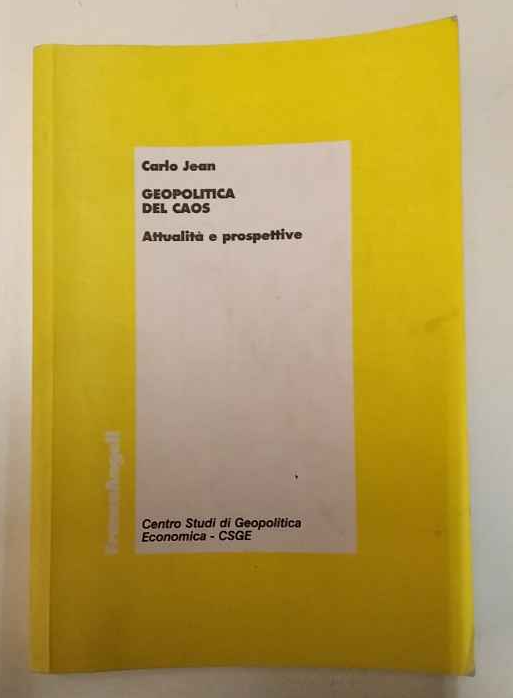 Carlo Jean
GEOPOLITICA
DEL CAOS
Attualità e prospettive
FrancoAngeli
Centro Studi di Geopolitica
Economica - CSGE